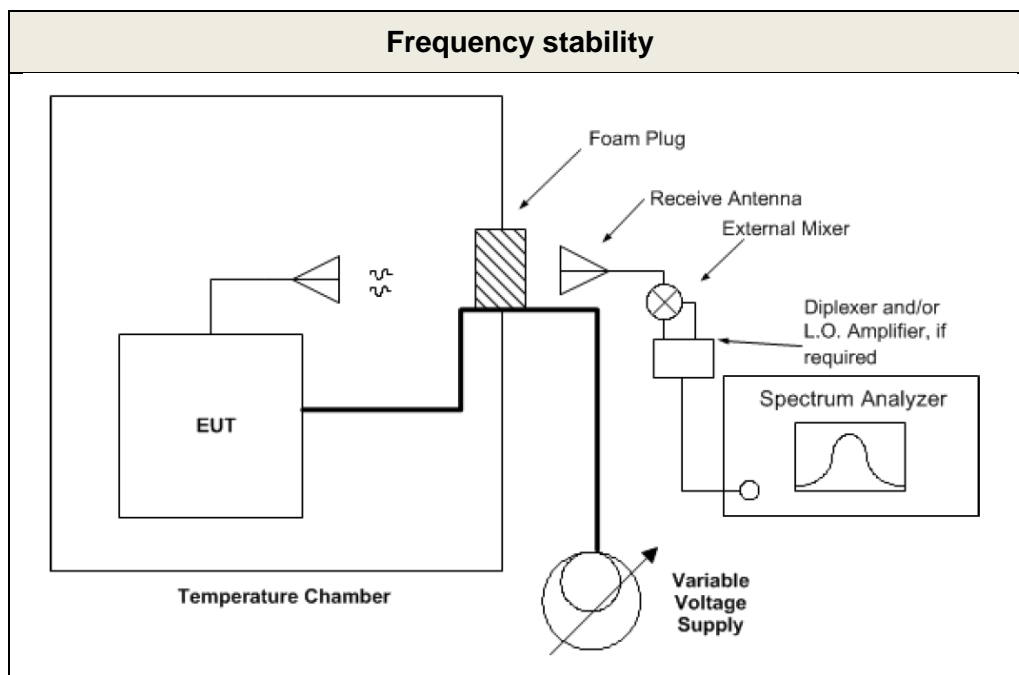 Frequency stability
Foam Plug
Receive Antenna
External Mixer
Diplexer and/or
L.O. Amplifier, if
required
Spectrum Analyzer
EUT
Temperature Chamber
Variable
Voltage
Supply